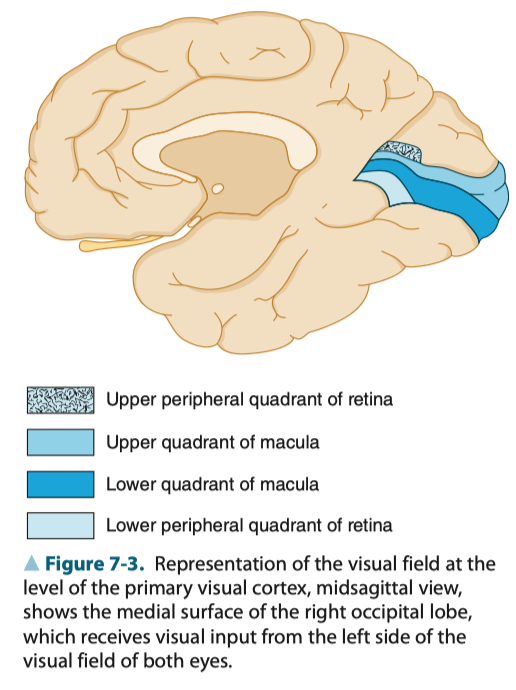 Upper peripheral quadrant of retina
Upper quadrant of macula
Lower quadrant of macula
Lower peripheral quadrant of retina
▲ Figure 7-3. Representation of the visual field at the
level of the primary visual cortex, midsagittal view,
shows the medial surface of the right occipital lobe,
which receives visual input from the left side of the
visual field of both eyes.